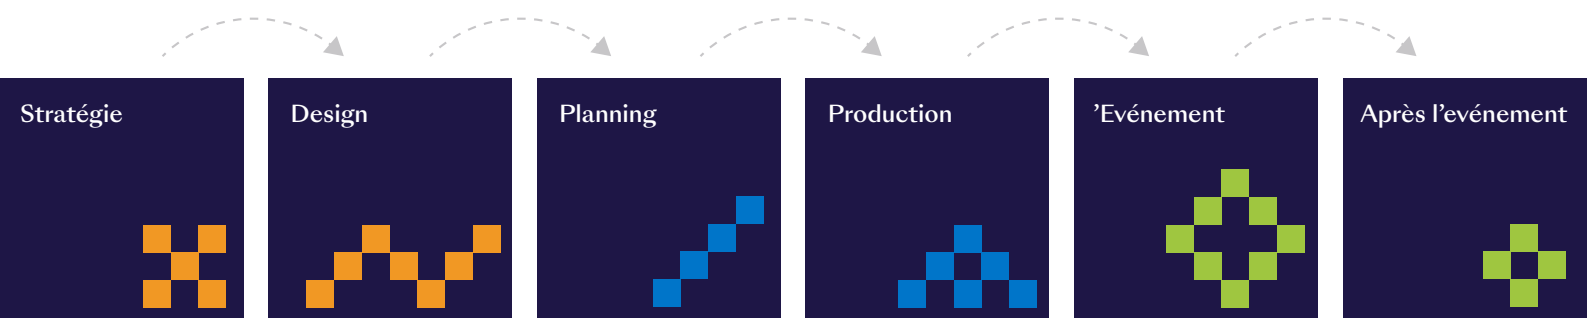 Stratégie
Design
Planning
Production
’Evénement
Après l’evénement